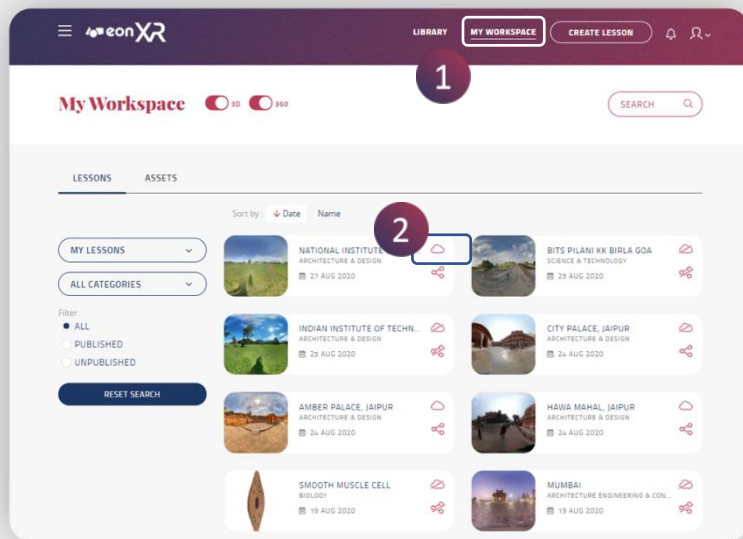 eon XR
LIBRARY MY WORKSPACE CREATE LESSON
1
My Workspace 3D 360
SEARCH
LESSONS ASSETS
Sort by : Date Name
2
MY LESSONS
ALL CATEGORIES
Filter
ALL
PUBLISHED
UNPUBLISHED
RESET SEARCH
NATIONAL INSTITUTE
ARCHITECTURE & DESIGN
27 AUG 2020
BITS PILANI KK BIRLA GOA
SCIENCE & TECHNOLOGY
25 AUG 2020
INDIAN INSTITUTE OF TECHN...
ARCHITECTURE & DESIGN
25 AUG 2020
CITY PALACE, JAIPUR
ARCHITECTURE & DESIGN
24 AUG 2020
AMBER PALACE, JAIPUR
ARCHITECTURE & DESIGN
24 AUG 2020
HAWA MAHAL, JAIPUR
ARCHITECTURE & DESIGN
24 AUG 2020
SMOOTH MUSCLE CELL
BIOLOGY
19 AUG 2020
MUMBAI
ARCHITECTURE ENGINEERING & CON...
19 AUG 2020